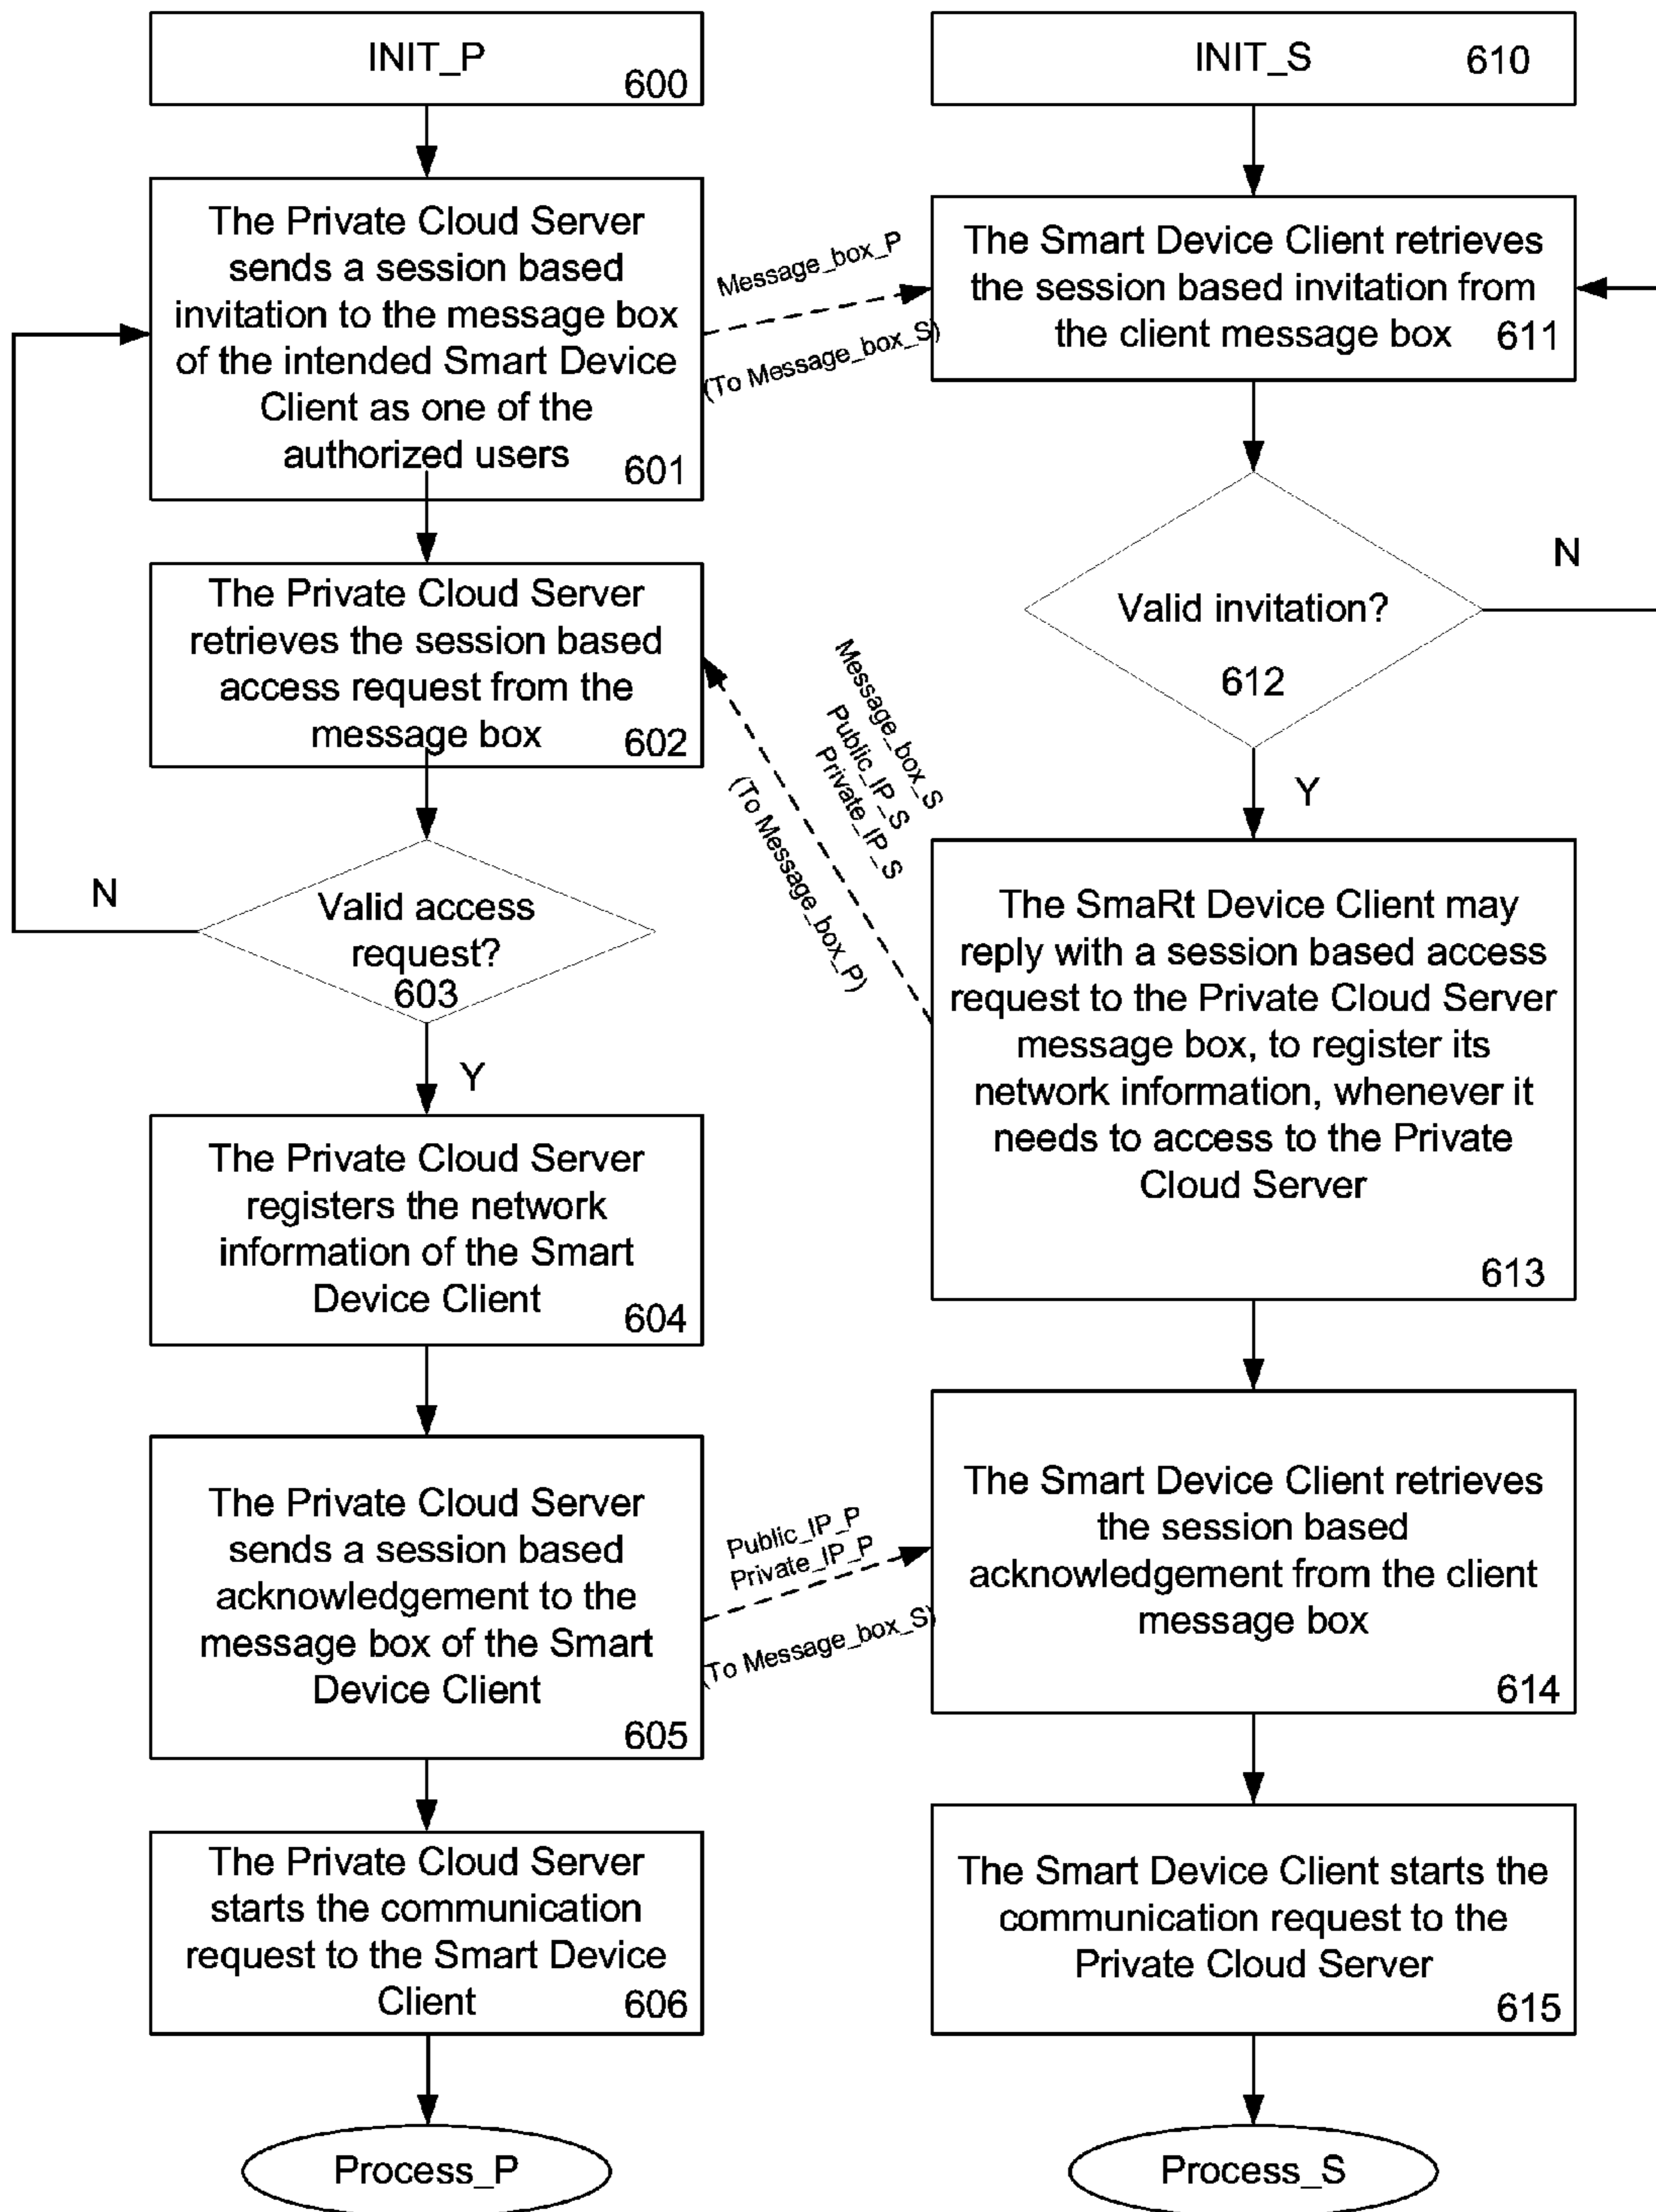 INIT_P
600
The Private Cloud Server
sends a session based
invitation to the message box
of the intended Smart Device
Client as one of the
authorized users
601
The Private Cloud Server
retrieves the session based
access request from the
message box
602
N
Valid access
request?
603
Y
The Private Cloud Server
registers the network
information of the Smart
Device Client
604
The Private Cloud Server
sends a session based
acknowledgement to the
message box of the Smart
Device Client
605
The Private Cloud Server
starts the communication
request to the Smart Device
Client
606
Process_P
Message_box_P
(To Message_box_S)
Message_box_S
Public_IP_S
Private_IP_S
(To Message_box_P)
Public_IP_P
Private_IP_P
(To Message_box_S)
INIT_S
610
The Smart Device Client retrieves
the session based invitation from
the client message box
611
N
Valid invitation?
612
Y
The SmaRt Device Client may
reply with a session based access
request to the Private Cloud Server
message box, to register its
network information, whenever it
needs to access to the Private
Cloud Server
613
The Smart Device Client retrieves
the session based
acknowledgement from the client
message box
614
The Smart Device Client starts the
communication request to the
Private Cloud Server
615
Process_S